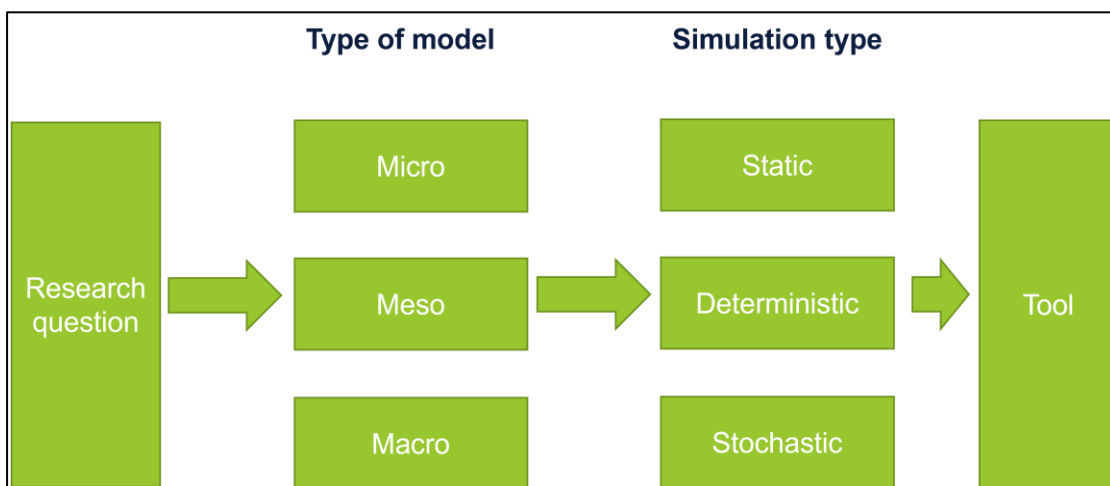 Type of model
Simulation type
Micro
Static
Research
question
Meso
Deterministic
Tool
Macro
Stochastic